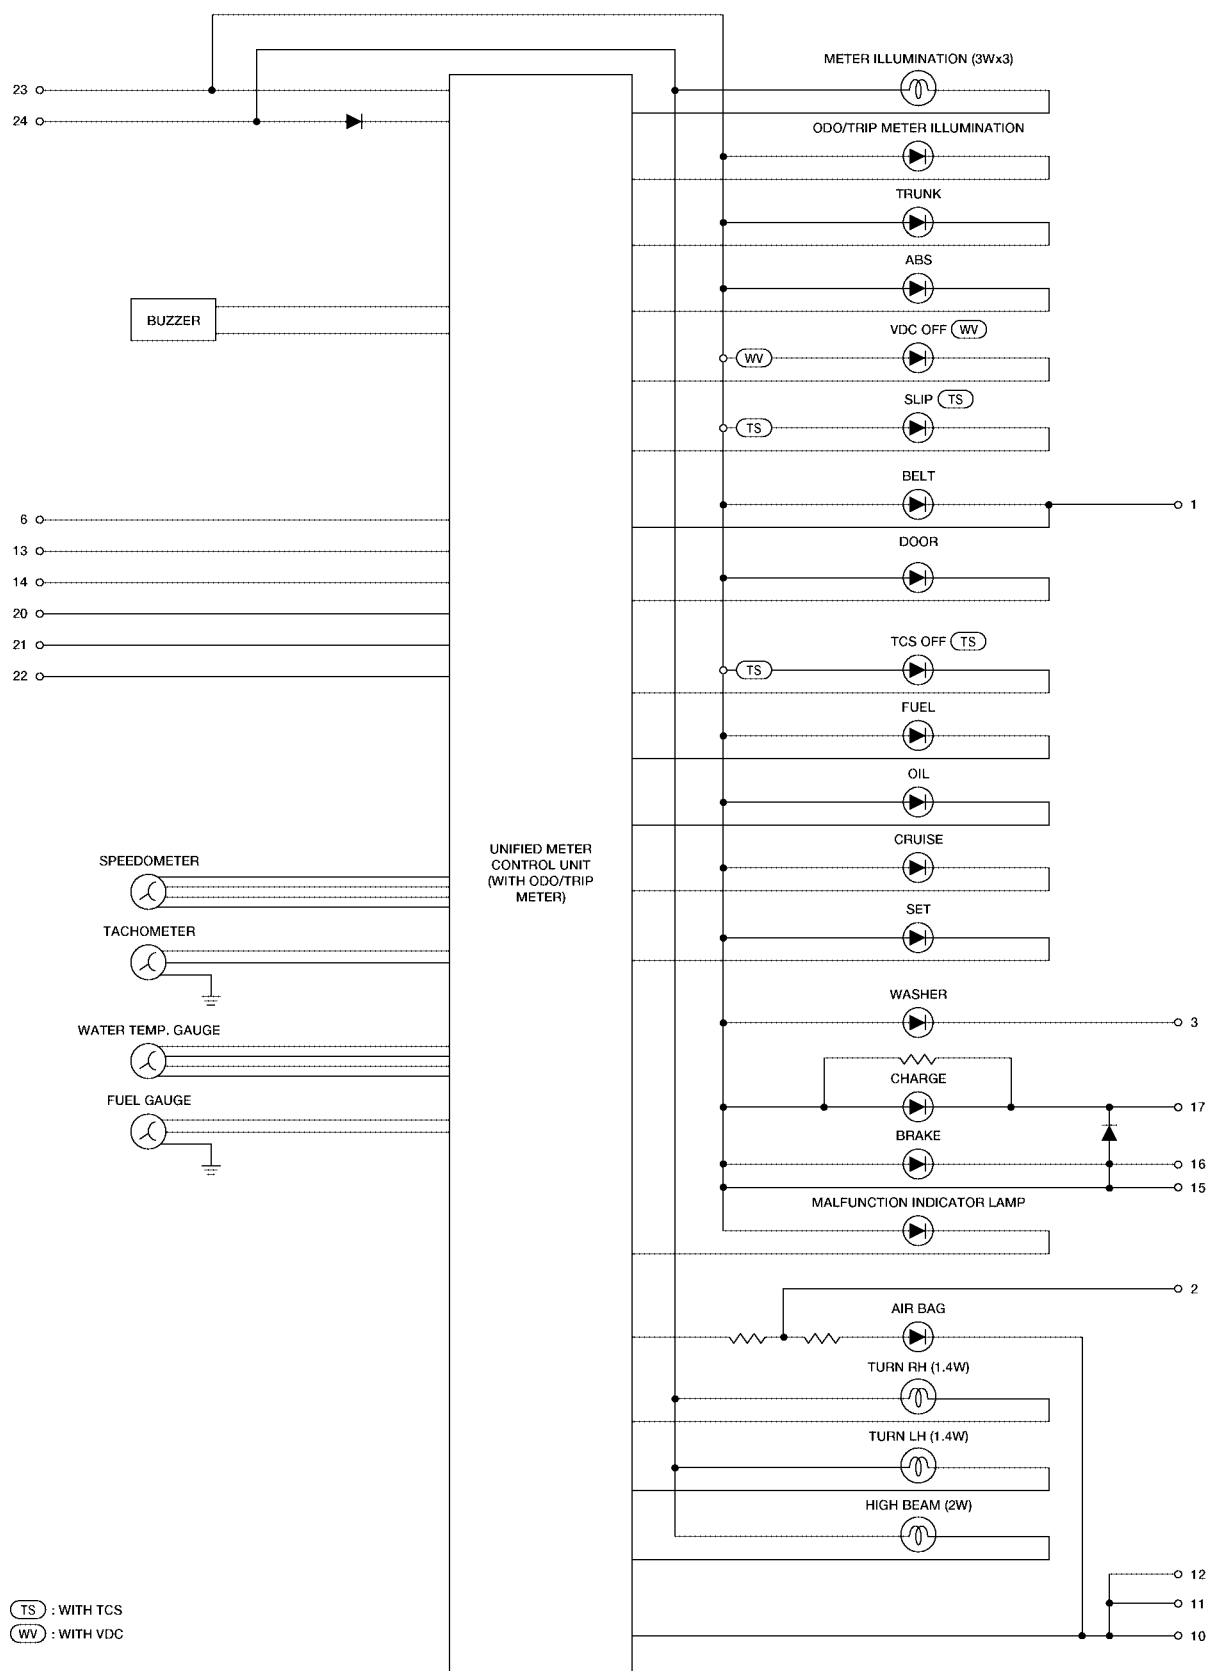 METER ILLUMINATION (3Wx3)
23
24
ODO/TRIP METER ILLUMINATION
TRUNK
ABS
BUZZER
VDC OFF WV
WV
SLIP TS
TS
BELT
1
6
DOOR
13
14
20
21
TCS OFF TS
TS
22
FUEL
OIL
UNIFIED METER
CONTROL UNIT
(WITH ODO/TRIP
METER)
CRUISE
SPEEDOMETER
SET
TACHOMETER
WASHER
3
WATER TEMP. GAUGE
CHARGE
17
FUEL GAUGE
BRAKE
16
15
MALFUNCTION INDICATOR LAMP
2
AIR BAG
TURN RH (1.4W)
TURN LH (1.4W)
HIGH BEAM (2W)
12
11
10
TS : WITH TCS
WV : WITH VDC